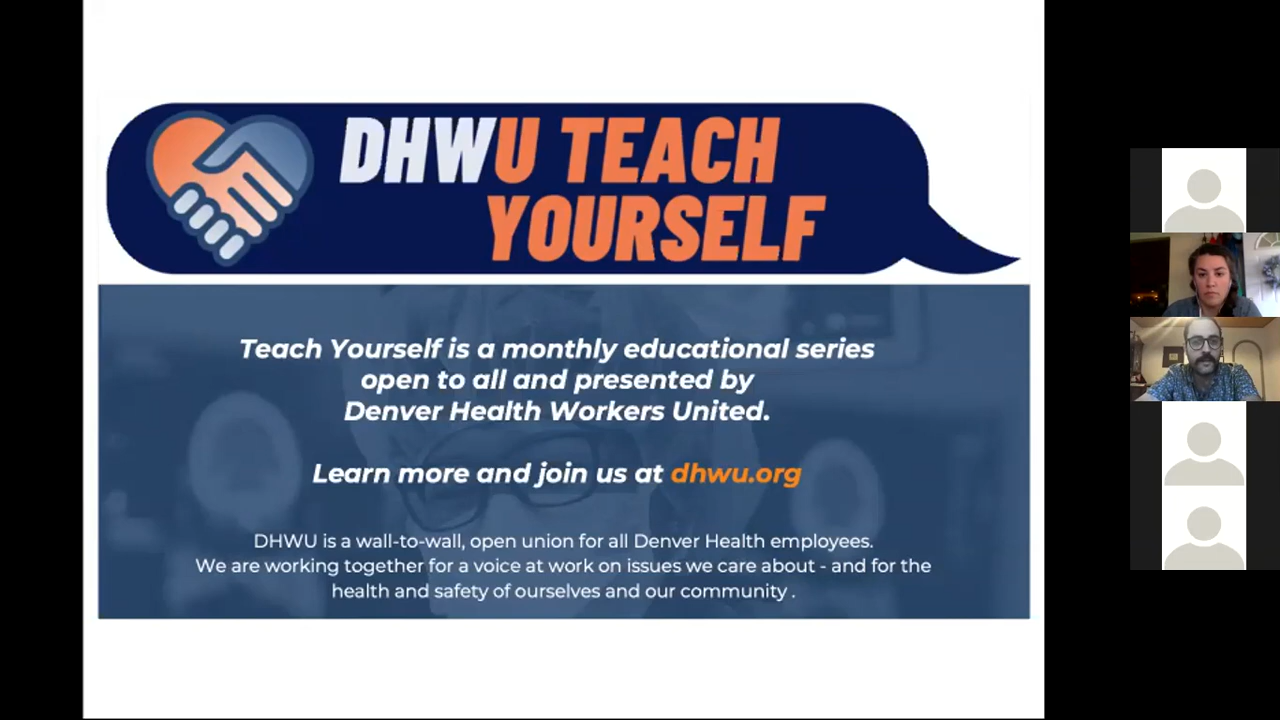 DHWU TEACH
YOURSELF
Teach Yourself is a monthly educational series
open to all and presented by
Denver Health Workers United.
Learn more and join us at dhwu.org
DHWU is a wall-to-wall, open union for all Denver Health employees.
We are working together for a voice at work on issues we care about - and for the
health and safety of ourselves and our community .